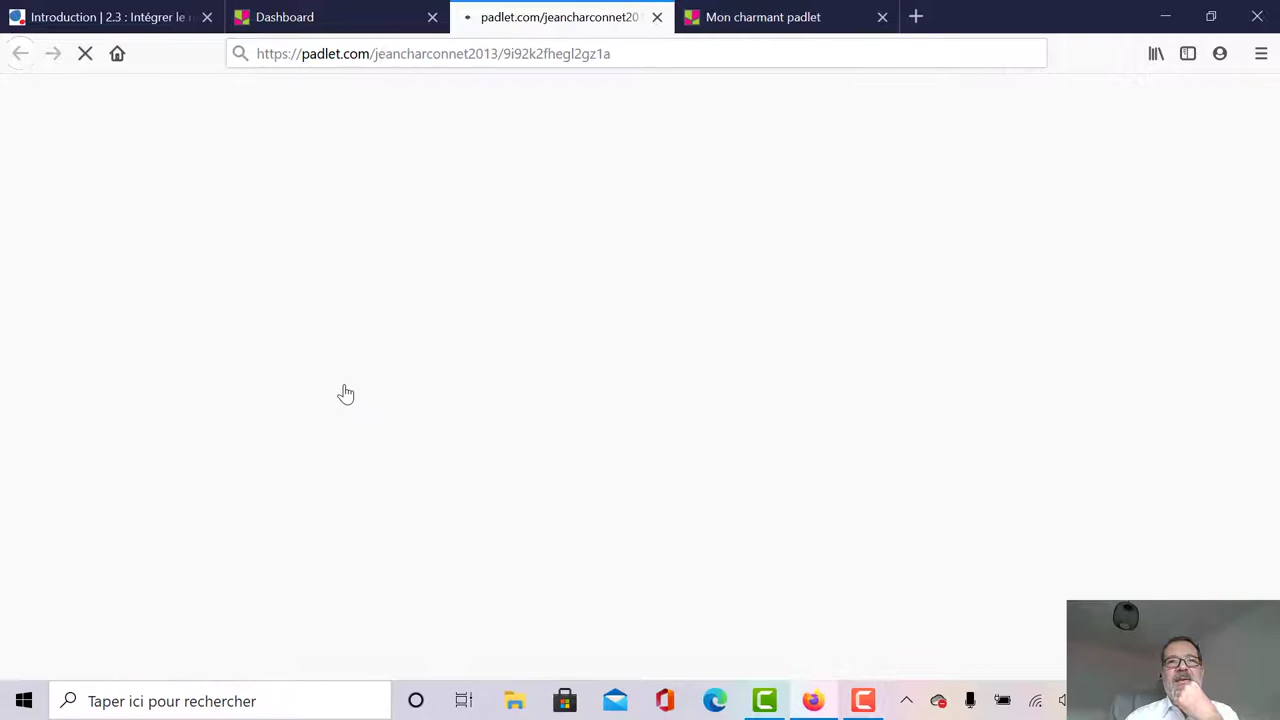 Introduction | 2.3 : Intégrer le r
Dashboard
padlet.com/jeancharconnet201
Mon charmant padlet
https://padlet.com/jeancharconnet2013/9i92k2fhegl2gz1a
Taper ici pour rechercher